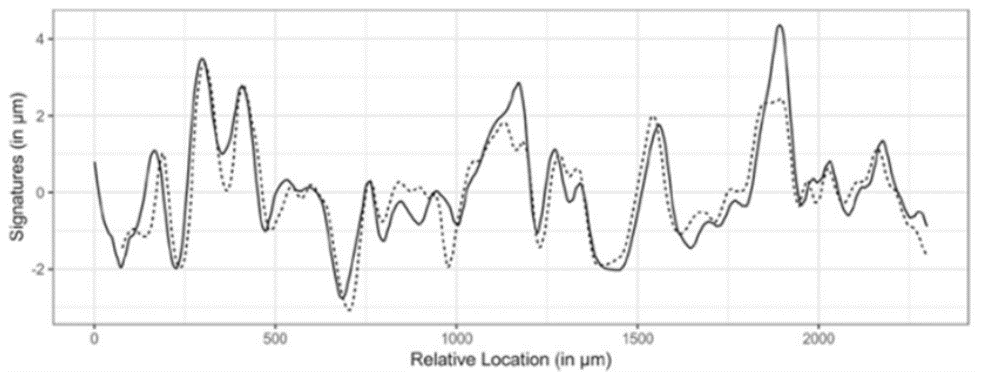 Signatures (in μm)
4
2
0
-2
0 500 1000 1500 2000
Relative Location (in μm)